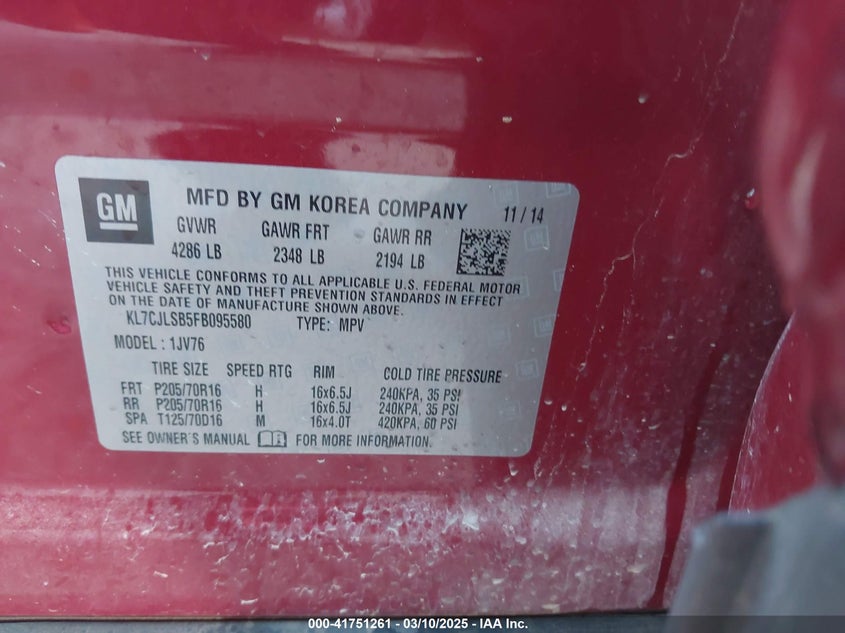 GM
MFD BY GM KOREA COMPANY 11 / 14
GVWR GAWR FRT GAWR RR
4286 LB 2348 LB 2194 LB
THIS VEHICLE CONFORMS TO ALL APPLICABLE U.S. FEDERAL MOTOR
VEHICLE SAFETY AND THEFT PREVENTION STANDARDS IN EFFECT
ON THE DATE OF MANUFACTURE SHOWN ABOVE.
KL7CJLSB5FB095580 TYPE: MPV
MODEL : 1JV76
TIRE SIZE SPEED RTG RIM COLD TIRE PRESSURE
FRT P205/70R16 H 16x6.5J 240KPA, 35 PSI
RR P205/70R16 H 16x6.5J 240KPA, 35 PSI
SPA T125/70D16 M 16x4.0T 420KPA, 60 PSI
SEE OWNER'S MANUAL FOR MORE INFORMATION.
000-41751261 - 03/10/2025 - IAA Inc.